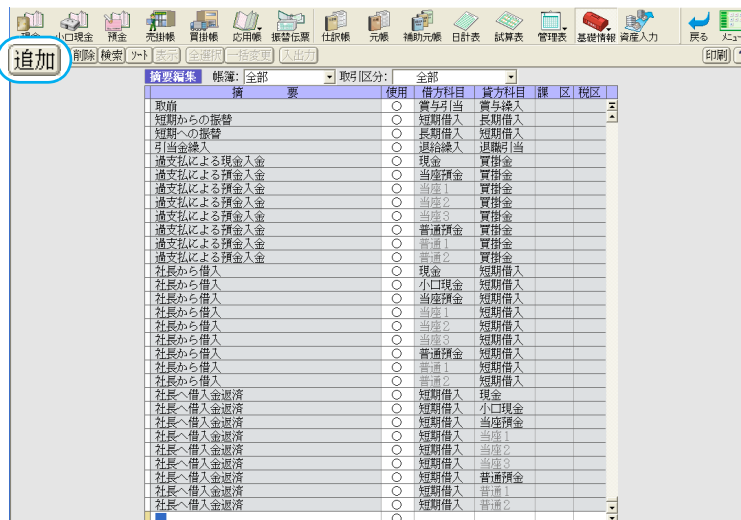 現金 小口現金 預金 売掛帳 買掛帳 応用帳 振替伝票 仕訳帳 元帳 補助元帳 日計表 試算表 管理表 基礎情報 資産入力 戻る メニュー
追加 削除 検索 ソート 表示 全選択 一括変更 入出力 印刷
摘要編集 帳簿: 全部 取引区分: 全部
摘 要 使用 借方科目 貸方科目 課 区 税区
取崩 ○ 賞与引当 賞与繰入
短期からの振替 ○ 短期借入 長期借入
短期への振替 ○ 長期借入 短期借入
引当金繰入 ○ 退給繰入 退職引当
過支払による現金入金 ○ 現金 買掛金
過支払による預金入金 ○ 当座預金 買掛金
過支払による預金入金 ○ 当座1 買掛金
過支払による預金入金 ○ 当座2 買掛金
過支払による預金入金 ○ 当座3 買掛金
過支払による預金入金 ○ 普通預金 買掛金
過支払による預金入金 ○ 普通1 買掛金
過支払による預金入金 ○ 普通2 買掛金
社長から借入 ○ 現金 短期借入
社長から借入 ○ 小口現金 短期借入
社長から借入 ○ 当座預金 短期借入
社長から借入 ○ 当座1 短期借入
社長から借入 ○ 当座2 短期借入
社長から借入 ○ 当座3 短期借入
社長から借入 ○ 普通預金 短期借入
社長から借入 ○ 普通1 短期借入
社長から借入 ○ 普通2 短期借入
社長へ借入金返済 ○ 短期借入 現金
社長へ借入金返済 ○ 短期借入 小口現金
社長へ借入金返済 ○ 短期借入 当座預金
社長へ借入金返済 ○ 短期借入 当座1
社長へ借入金返済 ○ 短期借入 当座2
社長へ借入金返済 ○ 短期借入 当座3
社長へ借入金返済 ○ 短期借入 普通預金
社長へ借入金返済 ○ 短期借入 普通1
社長へ借入金返済 ○ 短期借入 普通2
○